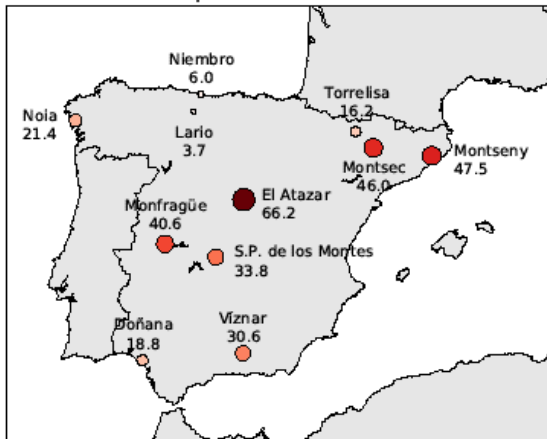 Niembro
6.0
Torrelisa
16.2
Noia
21.4
Lario
3.7
Montsec
46.0
Montseny
47.5
El Atazar
66.2
Monfragüe
40.6
S.P. de los Montes
33.8
Doñana
18.8
Víznar
30.6